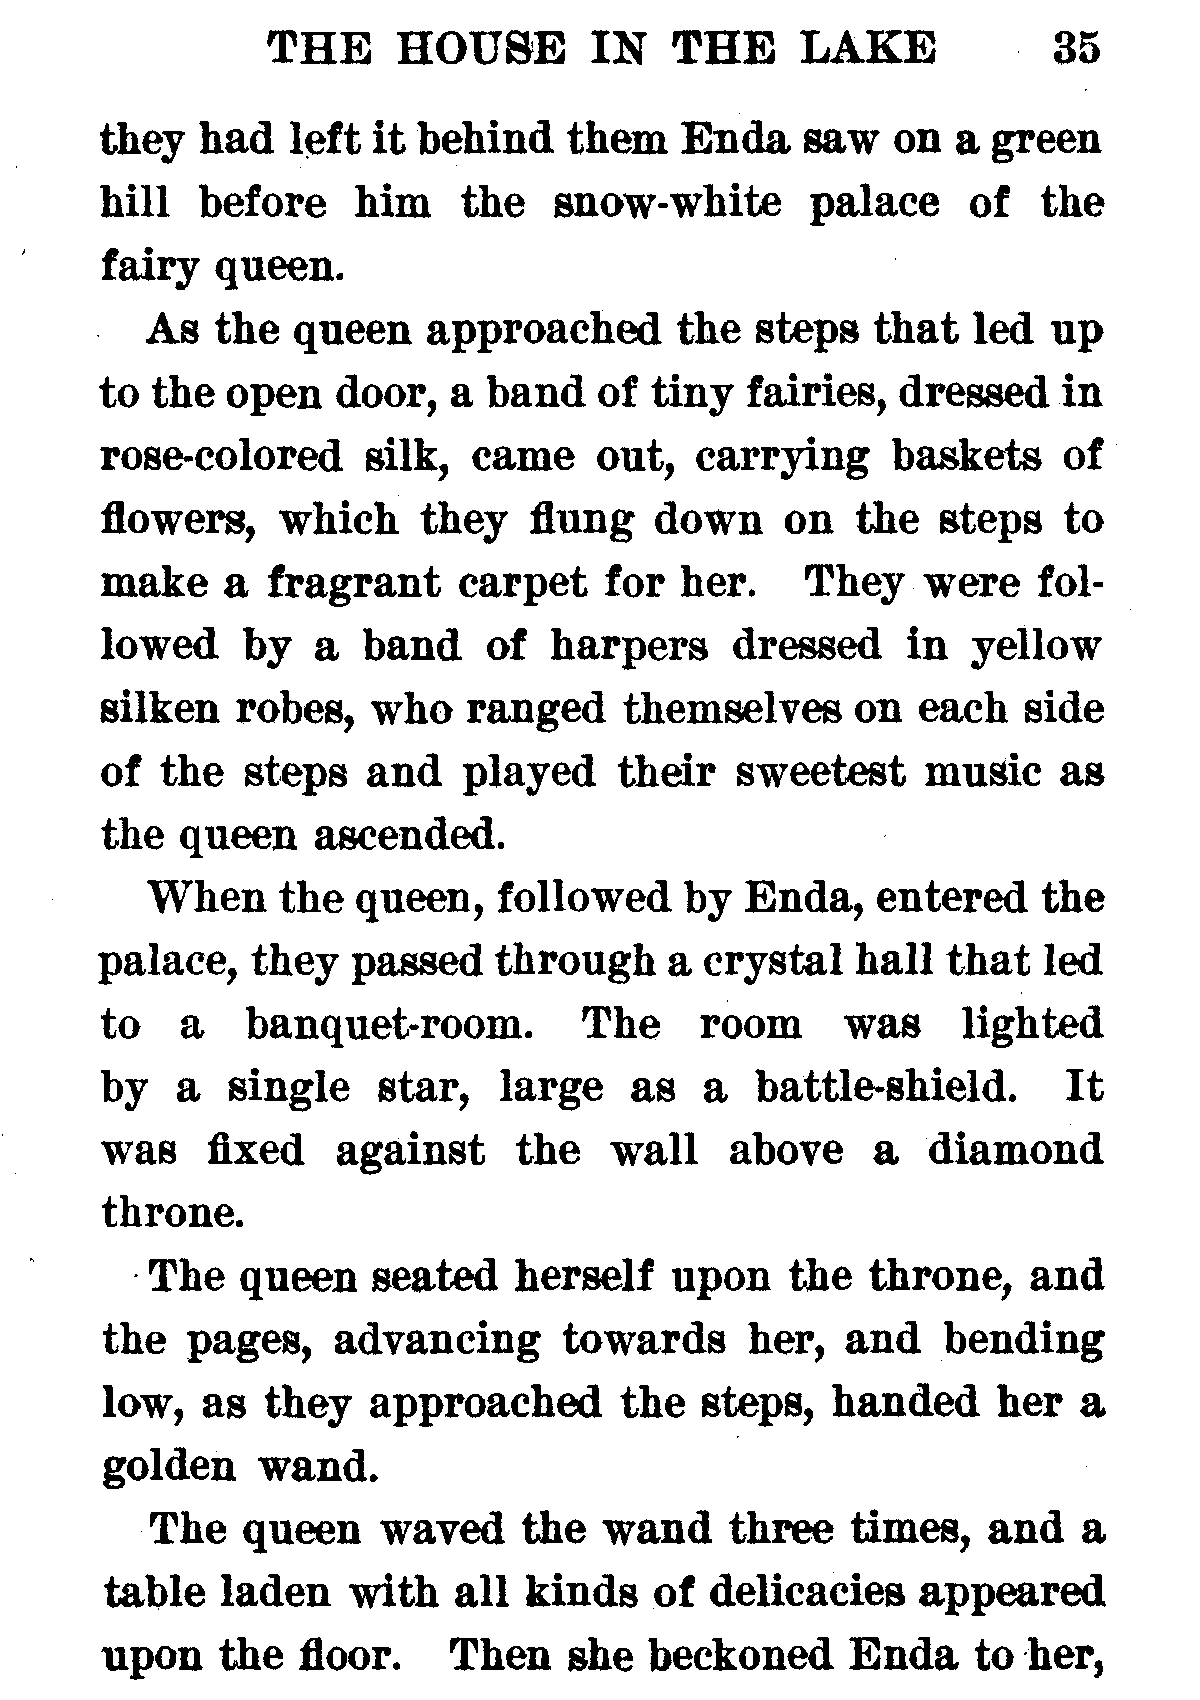 THE HOUSE IN THE LAKE 35
they had left it behind them Enda saw on a green
hill before him the snow-white palace of the
fairy queen.
As the queen approached the steps that led up
to the open door, a band of tiny fairies, dressed in
rose-colored silk, came out, carrying baskets of
flowers, which they flung down on the steps to
make a fragrant carpet for her. They were fol-
lowed by a band of harpers dressed in yellow
silken robes, who ranged themselves on each side
of the steps and played their sweetest music as
the queen ascended.
When the queen, followed by Enda, entered the
palace, they passed through a crystal hall that led
to a banquet-room. The room was lighted
by a single star, large as a battle-shield. It
was fixed against the wall above a diamond
throne.
The queen seated herself upon the throne, and
the pages, advancing towards her, and bending
low, as they approached the steps, handed her a
golden wand.
The queen waved the wand three times, and a
table laden with all kinds of delicacies appeared
upon the floor. Then she beckoned Enda to her,